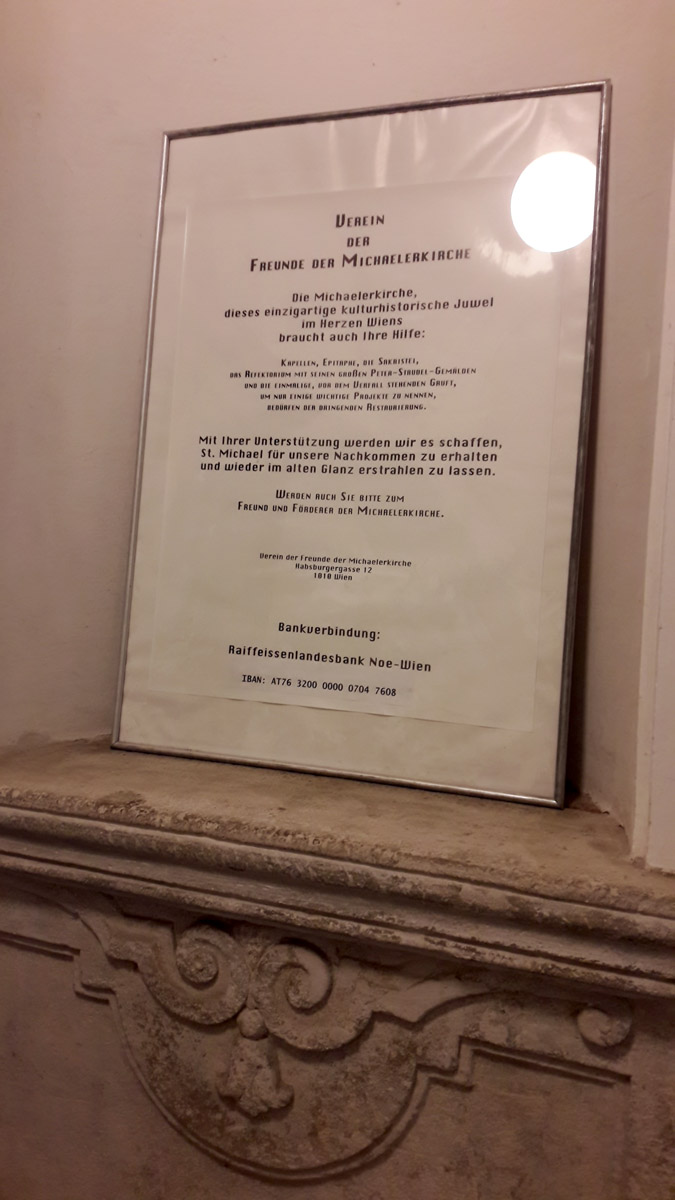 Verein
der
Freunde der Michaelerkirche
Die Michaelerkirche,
dieses einzigartige kulturhistorische Juwel
im Herzen Wiens
braucht auch Ihre Hilfe:
Kapellen, Epitaphe, die Sakristei,
das Refektorium mit seinen großen Peter-Strudel-Gemälden
und die einmalige, vor dem Verfall stehenden Gruft,
um nur einige wichtige Projekte zu nennen,
bedürfen der dringenden Restaurierung.
Mit Ihrer Unterstützung werden wir es schaffen,
St. Michael für unsere Nachkommen zu erhalten
und wieder im alten Glanz erstrahlen zu lassen.
Werden auch Sie bitte zum
Freund und Förderer der Michaelerkirche.
Verein der Freunde der Michaelerkirche
Habsburgergasse 12
1010 Wien
Bankverbindung:
Raiffeissenlandesbank Noe-Wien
IBAN: AT76 3200 0000 0704 7608